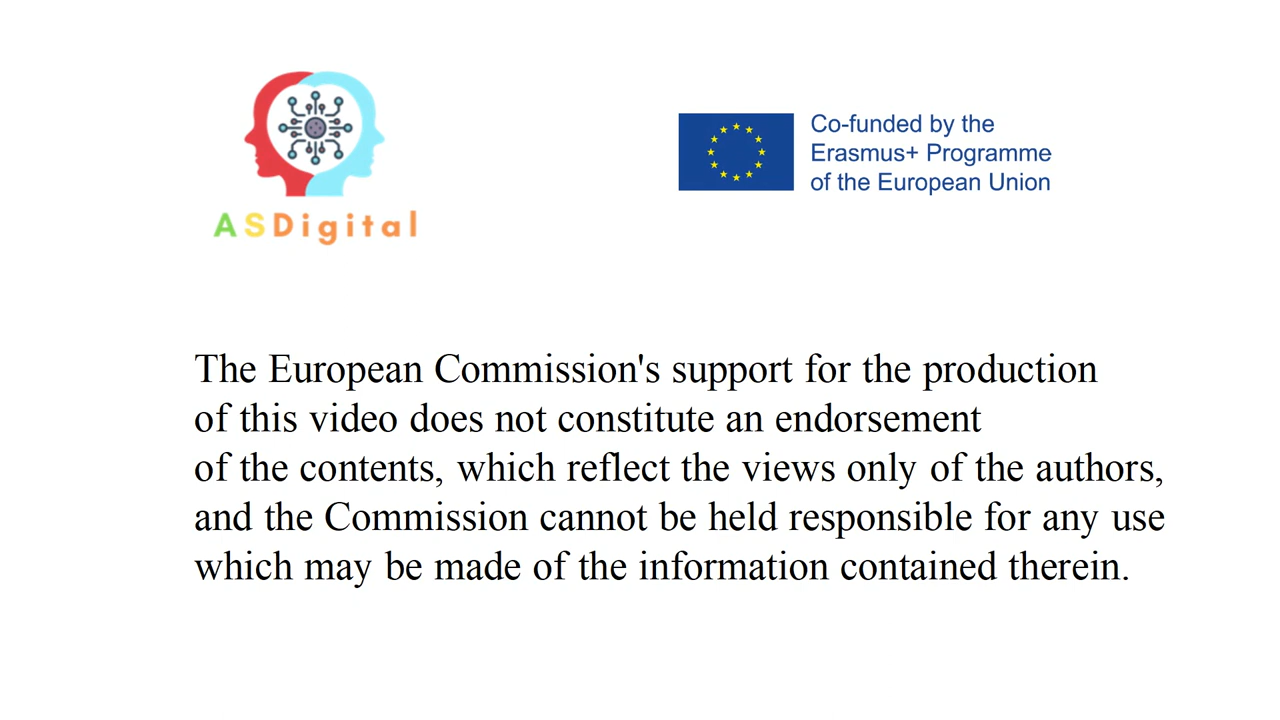 ASDigital
Co-funded by the
Erasmus+ Programme
of the European Union
The European Commission's support for the production
of this video does not constitute an endorsement
of the contents, which reflect the views only of the authors,
and the Commission cannot be held responsible for any use
which may be made of the information contained therein.